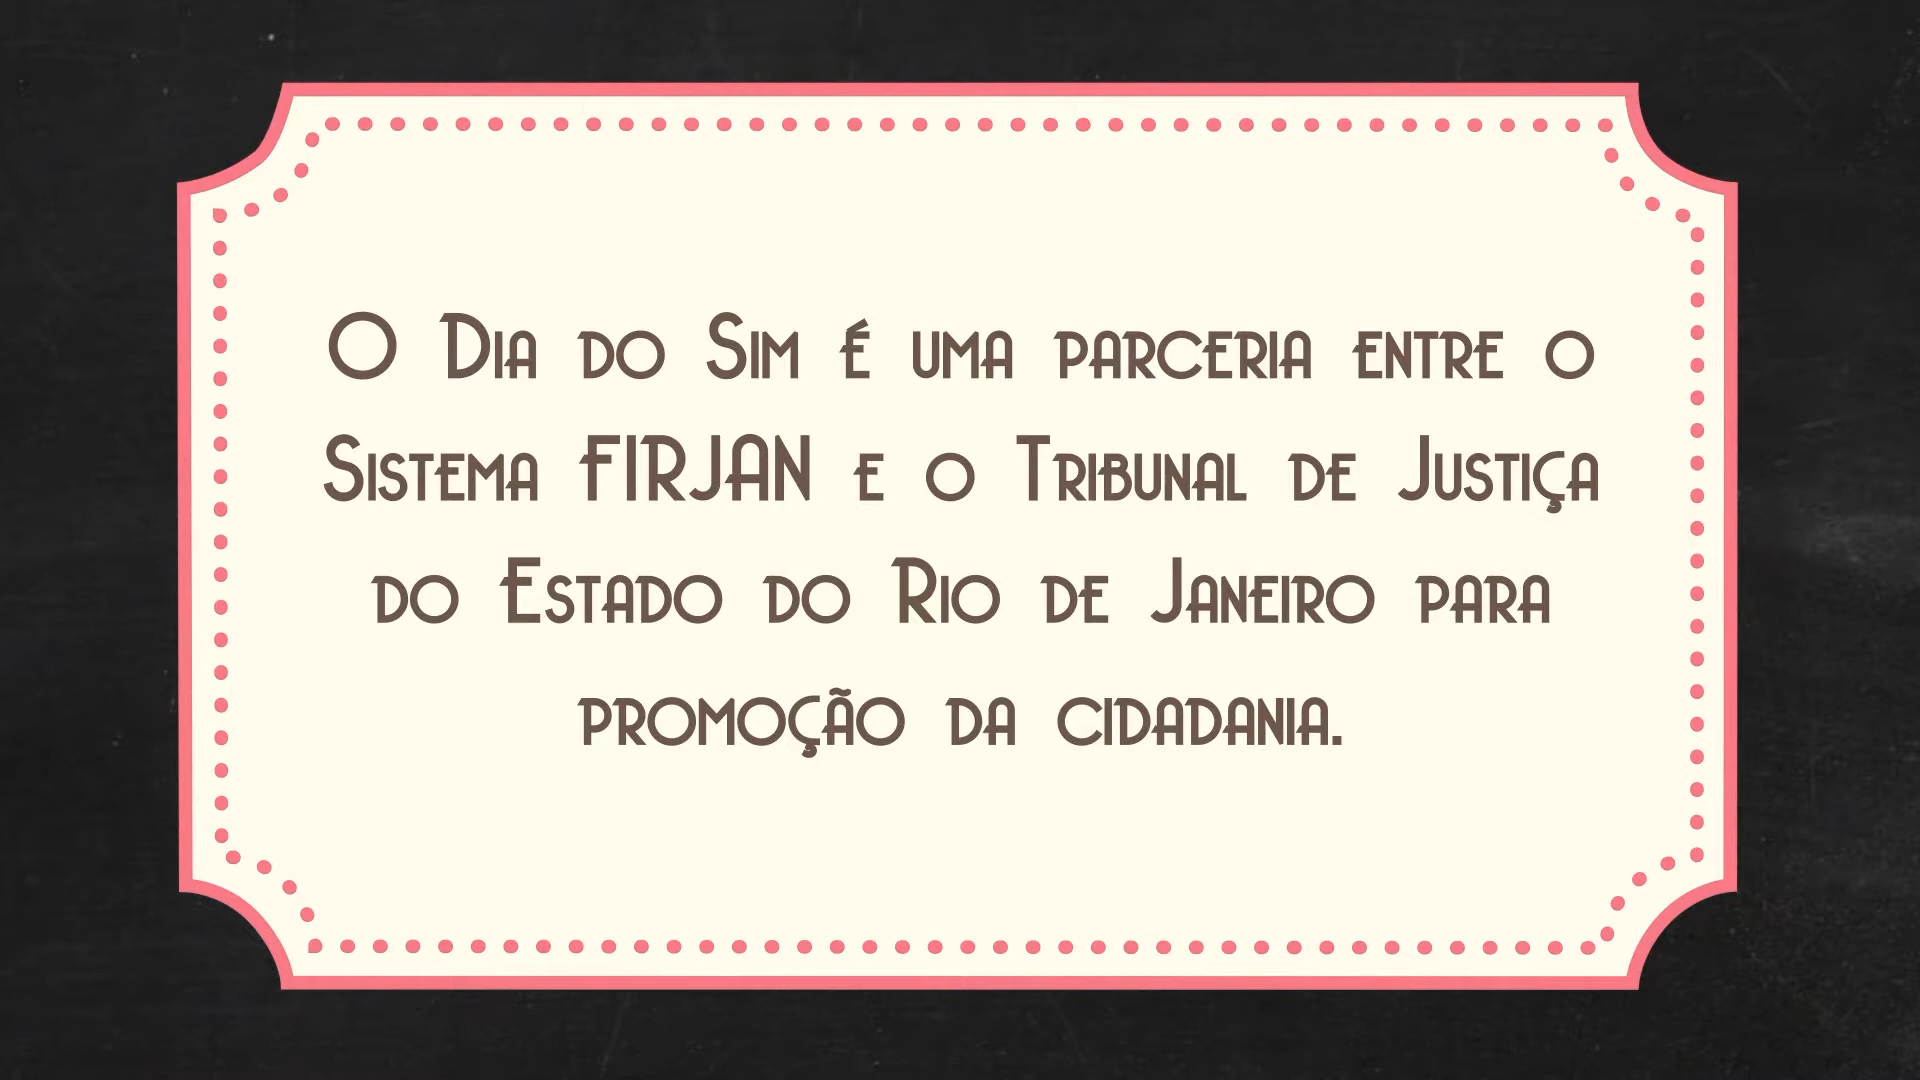 O Dia do Sim é uma parceria entre o
Sistema FIRJAN e o Tribunal de Justiça
do Estado do Rio de Janeiro para
promoção da cidadania.